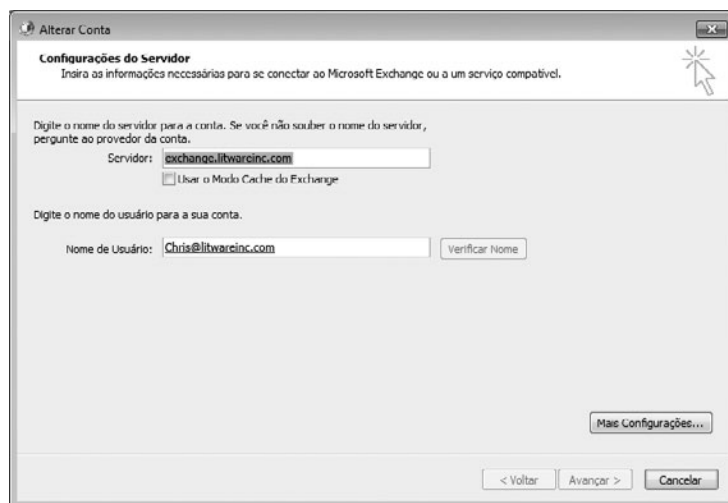 Alterar Conta
Configurações do Servidor
Insira as informações necessárias para se conectar ao Microsoft Exchange ou a um serviço compatível.
Digite o nome do servidor para a conta. Se você não souber o nome do servidor,
pergunte ao provedor da conta.
Servidor: exchange.litwareinc.com
Usar o Modo Cache do Exchange
Digite o nome do usuário para a sua conta.
Nome de Usuário: Chris@litwareinc.com Verificar Nome
Mais Configurações...
< Voltar Avançar > Cancelar